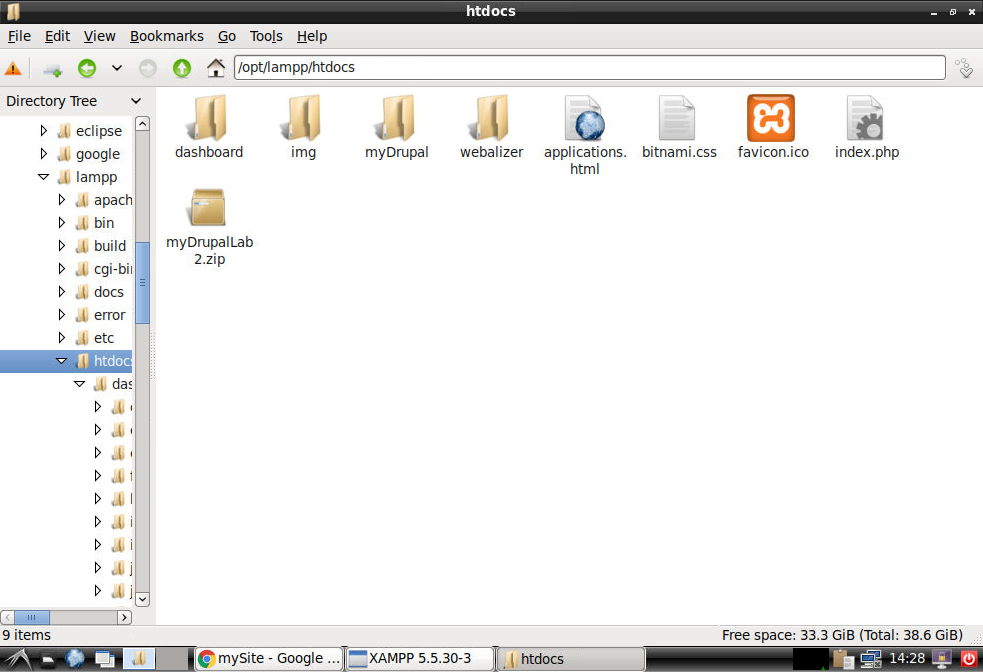 htdocs
File Edit View Bookmarks Go Tools Help
/opt/lampp/htdocs
Directory Tree
eclipse
google
lampp
apach
bin
build
cgi-bin
docs
error
etc
htdocs
das
dashboard
img
myDrupal
webalizer
applications.
html
bitnami.css
favicon.ico
index.php
myDrupalLab
2.zip
9 items
Free space: 33.3 GiB (Total: 38.6 GiB)
mySite - Google ...
XAMPP 5.5.30-3
htdocs
14:28